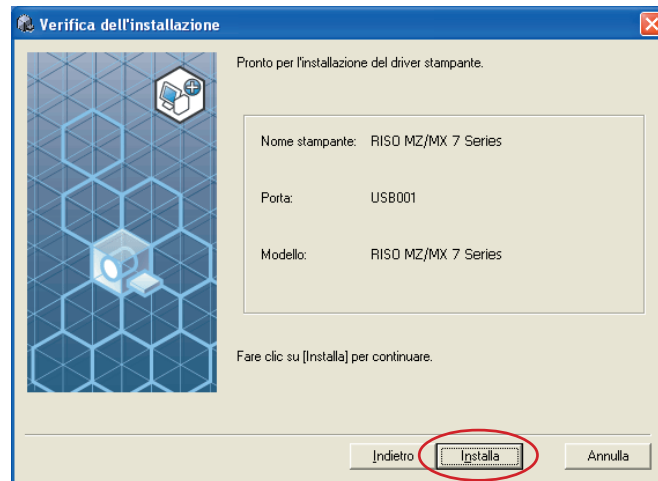 Verifica dell'installazione
Pronto per l'installazione del driver stampante.
Nome stampante: RISO MZ/MX 7 Series
Porta: USB001
Modello: RISO MZ/MX 7 Series
Fare clic su [Installa] per continuare.
Indietro Installa Annulla